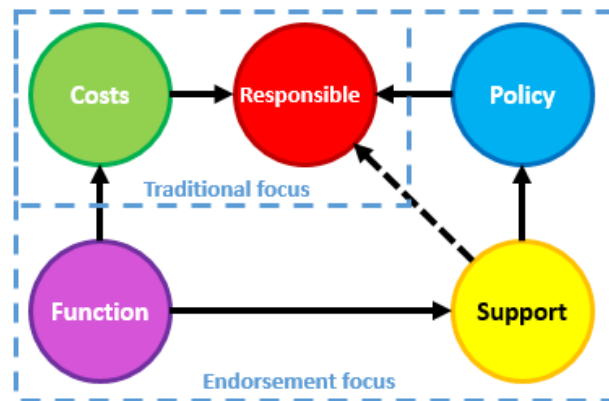 Costs
Responsible
Policy
Traditional focus
Function
Support
Endorsement focus